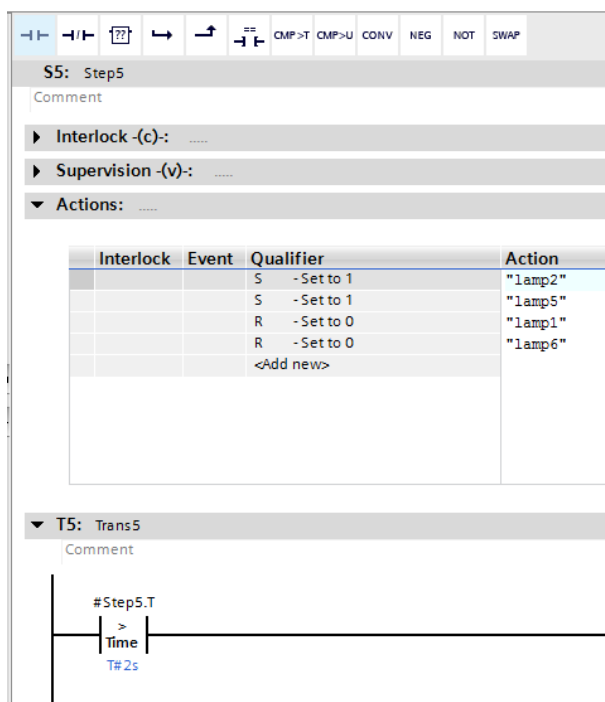 ?? == CMP>T CMP>U CONV NEG NOT SWAP
S5: Step5
Comment
Interlock -(c)-: .....
Supervision -(v)-: .....
Actions: .....
Interlock Event Qualifier Action
S - Set to 1 "lamp2"
S - Set to 1 "lamp5"
R - Set to 0 "lamp1"
R - Set to 0 "lamp6"
<Add new>
T5: Trans5
Comment
#Step5.T
>
Time
T#2s